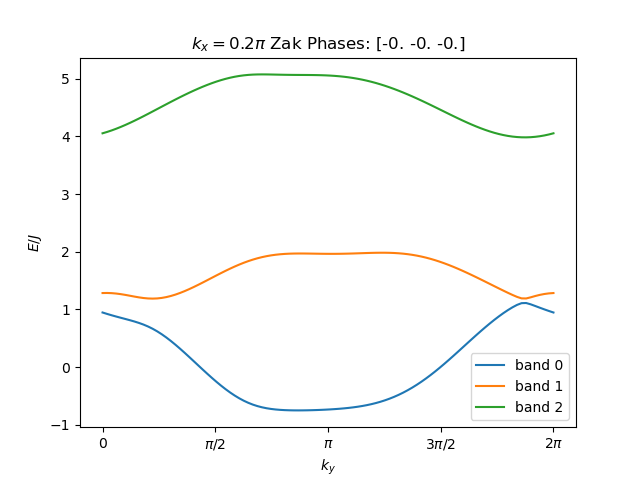 k_x = 0.2π Zak Phases: [-0. -0. -0.]
E/J
5
4
3
2
1
0
−1
0
π/2
π
3π/2
2π
k_y
band 0
band 1
band 2